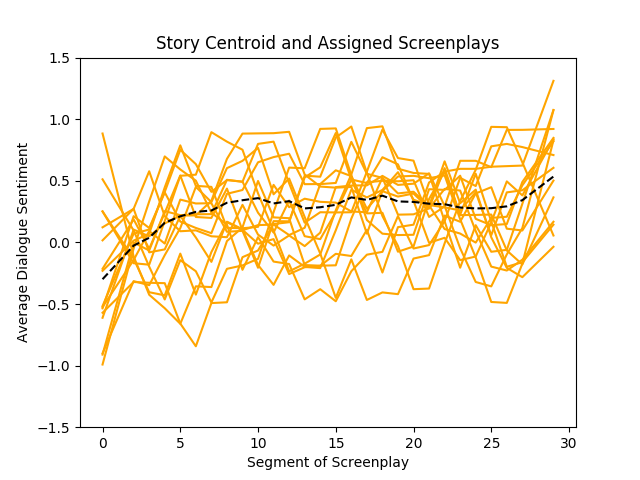 Story Centroid and Assigned Screenplays
1.5
1.0
0.5
0.0
−0.5
−1.0
−1.5
Average Dialogue Sentiment
0 5 10 15 20 25 30
Segment of Screenplay